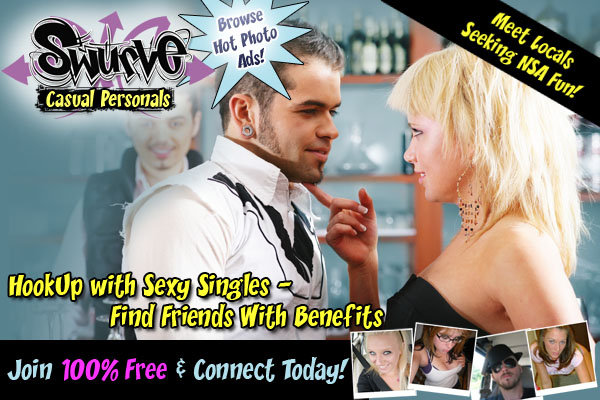 Swurve
Casual Personals
Browse
Hot Photo
Ads!
Meet Locals
Seeking NSA Fun!
HookUp with Sexy Singles -
Find Friends With Benefits
Join 100% Free & Connect Today!